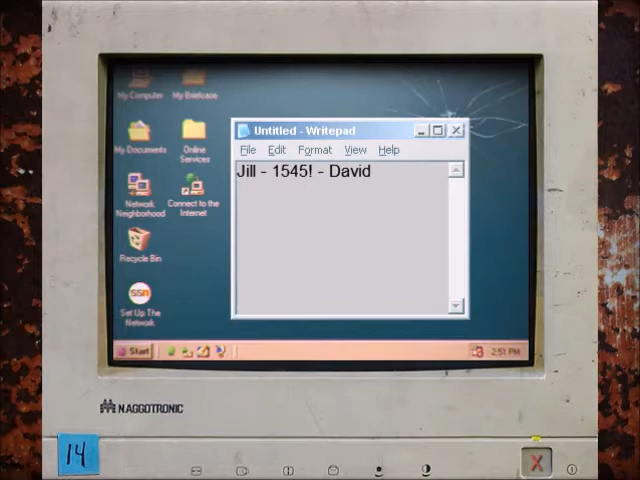 My Computer
My Briefcase
Untitled - Writepad
File Edit Format View Help
Jill - 1545! - David
My Documents
Online
Services
Network
Neighborhood
Connect to the
Internet
Recycle Bin
ssn
Set Up The
Network
Start
2:51 PM
NAGGOTRONIC
14
X